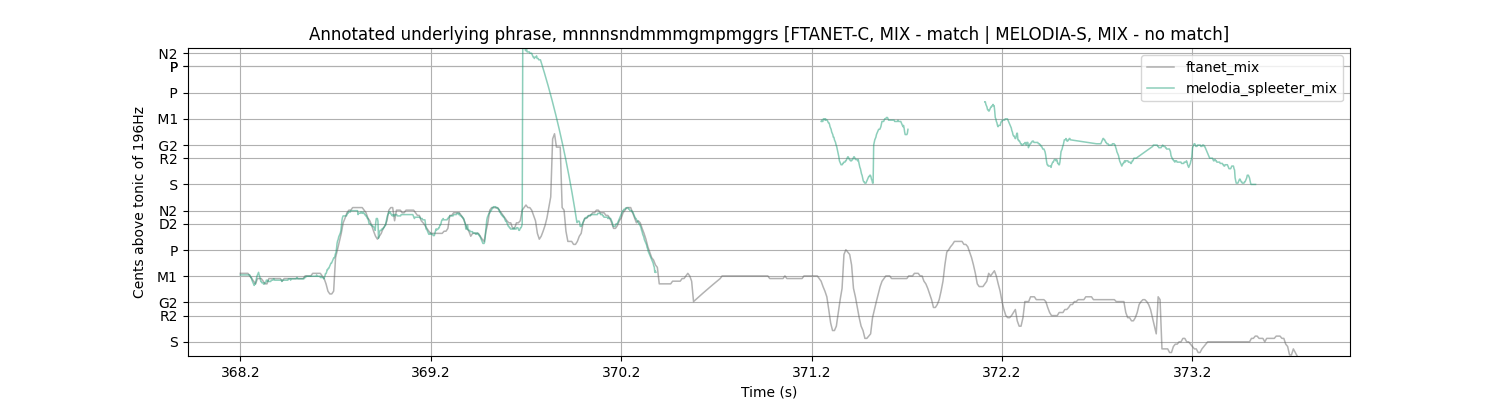 Annotated underlying phrase, mnnnsndmmmgmpmggrs [FTANET-C, MIX - match | MELODIA-S, MIX - no match]
Cents above tonic of 196Hz
N2
P
P
M1
G2
R2
S
N2
D2
P
M1
G2
R2
S
ftanet_mix
melodia_spleeter_mix
368.2 369.2 370.2 371.2 372.2 373.2
Time (s)